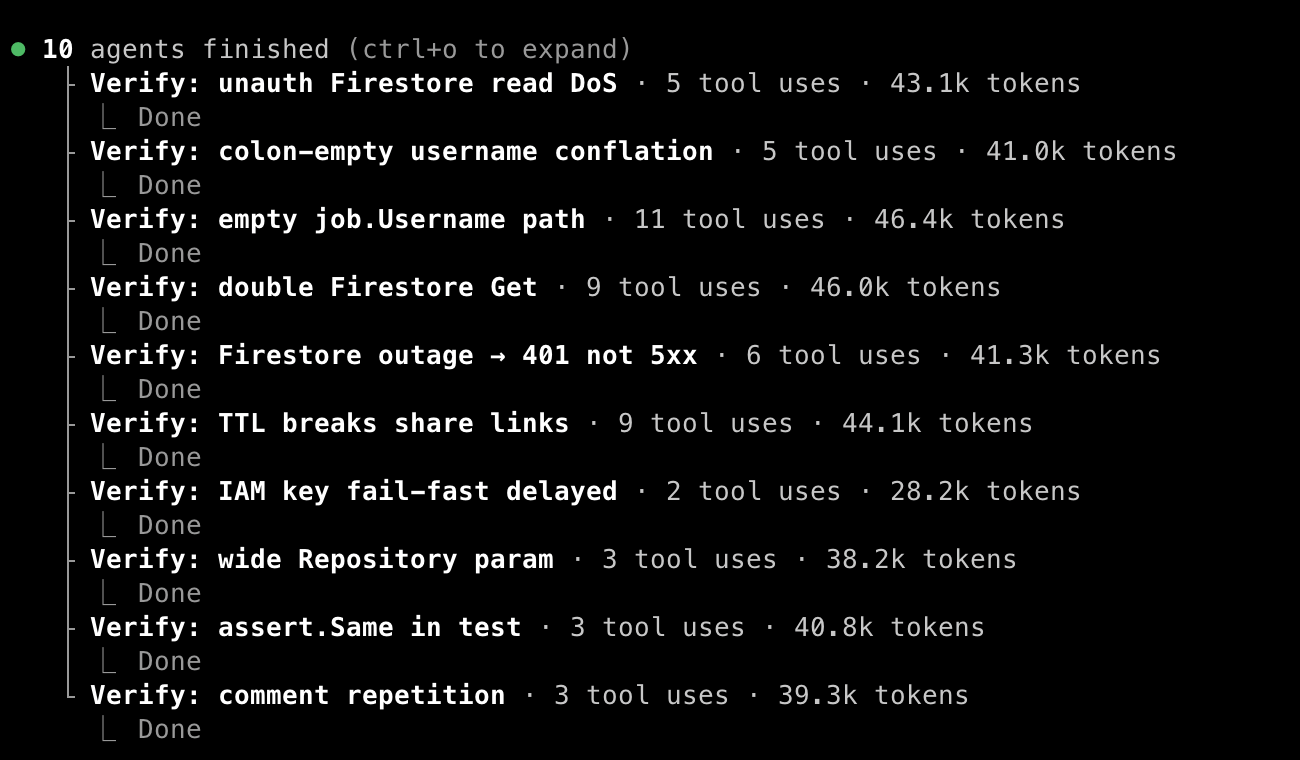 ● 10 agents finished (ctrl+o to expand)
├ Verify: unauth Firestore read DoS · 5 tool uses · 43.1k tokens
⎿ Done
├ Verify: colon-empty username conflation · 5 tool uses · 41.0k tokens
⎿ Done
├ Verify: empty job.Username path · 11 tool uses · 46.4k tokens
⎿ Done
├ Verify: double Firestore Get · 9 tool uses · 46.0k tokens
⎿ Done
├ Verify: Firestore outage → 401 not 5xx · 6 tool uses · 41.3k tokens
⎿ Done
├ Verify: TTL breaks share links · 9 tool uses · 44.1k tokens
⎿ Done
├ Verify: IAM key fail-fast delayed · 2 tool uses · 28.2k tokens
⎿ Done
├ Verify: wide Repository param · 3 tool uses · 38.2k tokens
⎿ Done
├ Verify: assert.Same in test · 3 tool uses · 40.8k tokens
⎿ Done
└ Verify: comment repetition · 3 tool uses · 39.3k tokens
⎿ Done